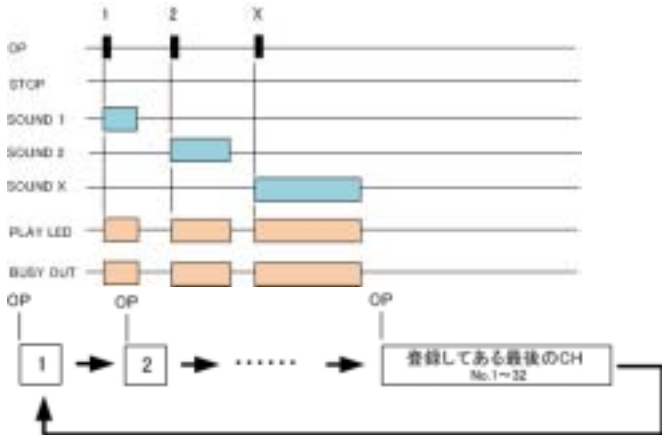 1 2 X
OP
STOP
SOUND 1
SOUND 2
SOUND X
PLAY LED
BUSY OUT
OP OP OP
1 2 ・・・・・・ 登録してある最後のCH
No.1～32